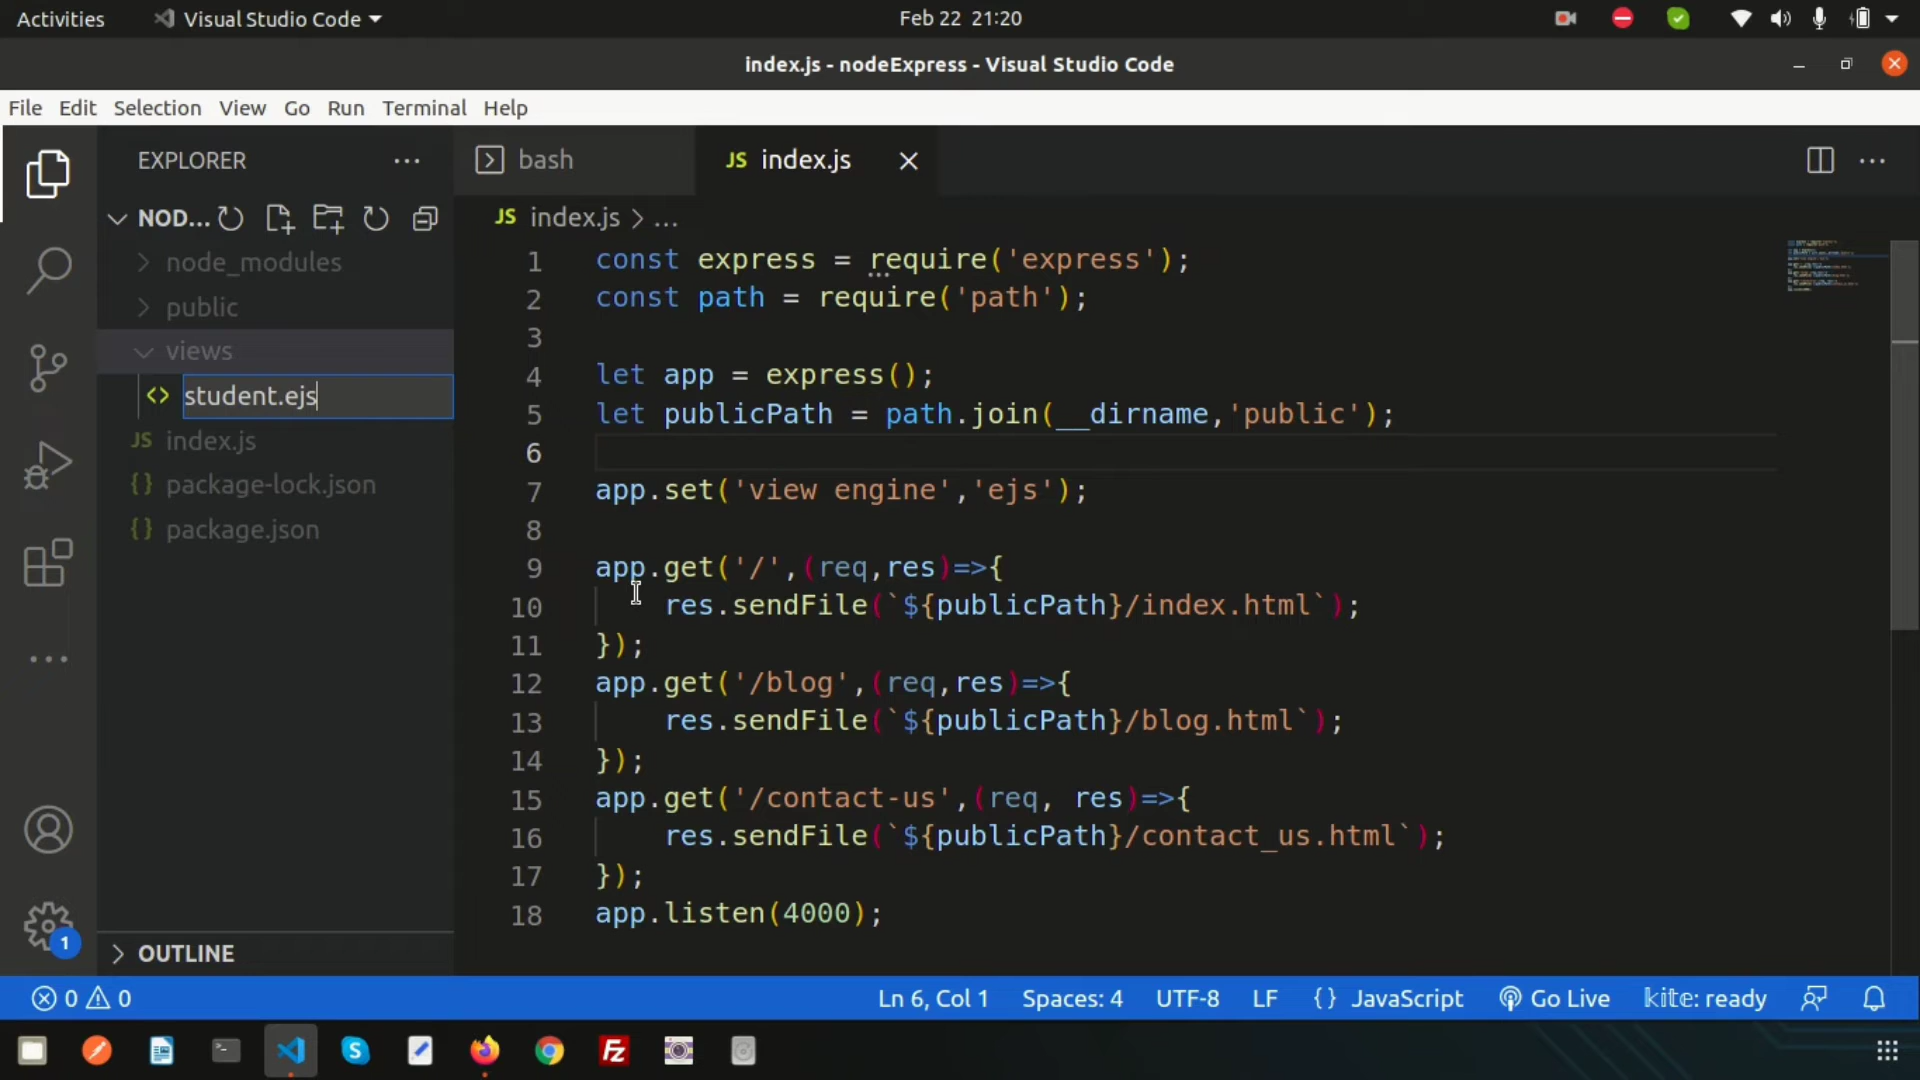 Activities Visual Studio Code Feb 22 21:20
index.js - nodeExpress - Visual Studio Code
File Edit Selection View Go Run Terminal Help
EXPLORER
NOD...
node_modules
public
views
student.ejs
index.js
package-lock.json
package.json
OUTLINE
bash
JS index.js
JS index.js > ...
1 const express = require('express');
2 const path = require('path');
3
4 let app = express();
5 let publicPath = path.join(__dirname,'public');
6
7 app.set('view engine','ejs');
8
9 app.get('/',(req,res)=>{
10 res.sendFile(`${publicPath}/index.html`);
11 });
12 app.get('/blog',(req,res)=>{
13 res.sendFile(`${publicPath}/blog.html`);
14 });
15 app.get('/contact-us',(req, res)=>{
16 res.sendFile(`${publicPath}/contact_us.html`);
17 });
18 app.listen(4000);
1
0 0 Ln 6, Col 1 Spaces: 4 UTF-8 LF {} JavaScript Go Live kite: ready